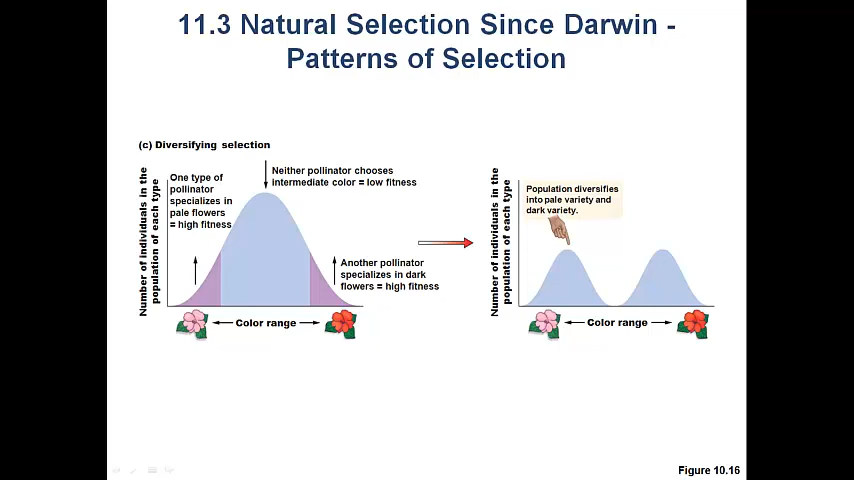 11.3 Natural Selection Since Darwin -
Patterns of Selection
(c) Diversifying selection
Number of individuals in the
population of each type
One type of
pollinator
specializes in
pale flowers
= high fitness
Neither pollinator chooses
intermediate color = low fitness
Another pollinator
specializes in dark
flowers = high fitness
Color range
Number of individuals in the
population of each type
Population diversifies
into pale variety and
dark variety.
Color range
Figure 10.16